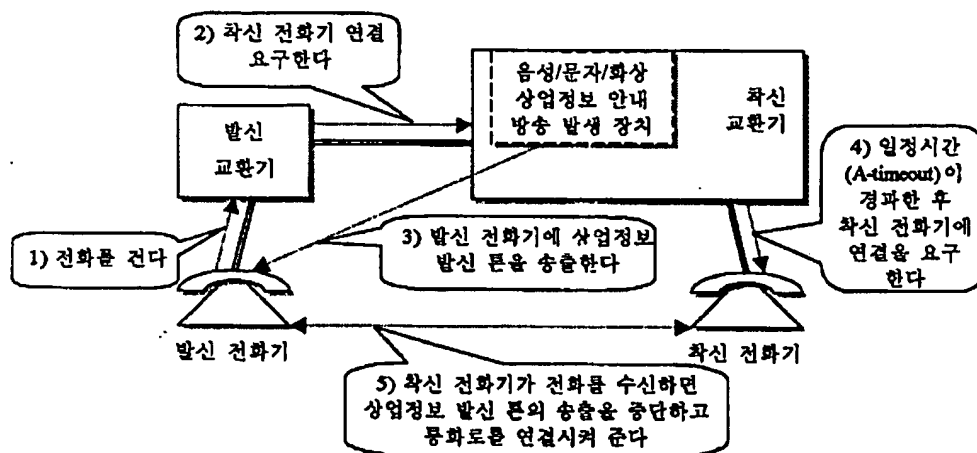 2) 착신 전화기 연결
요구한다
음성/문자/화상
상업정보 안내
방송 발생 장치
착신
교환기
발신
교환기
4) 일정시간
(A-timeout)이
경과한 후
착신 전화기에
연결을 요구
한다
1) 전화를 건다
3) 발신 전화기에 상업정보
발신 톤을 송출한다
발신 전화기
착신 전화기
5) 착신 전화기가 전화를 수신하면
상업정보 발신 톤의 송출을 중단하고
통화로를 연결시켜 준다